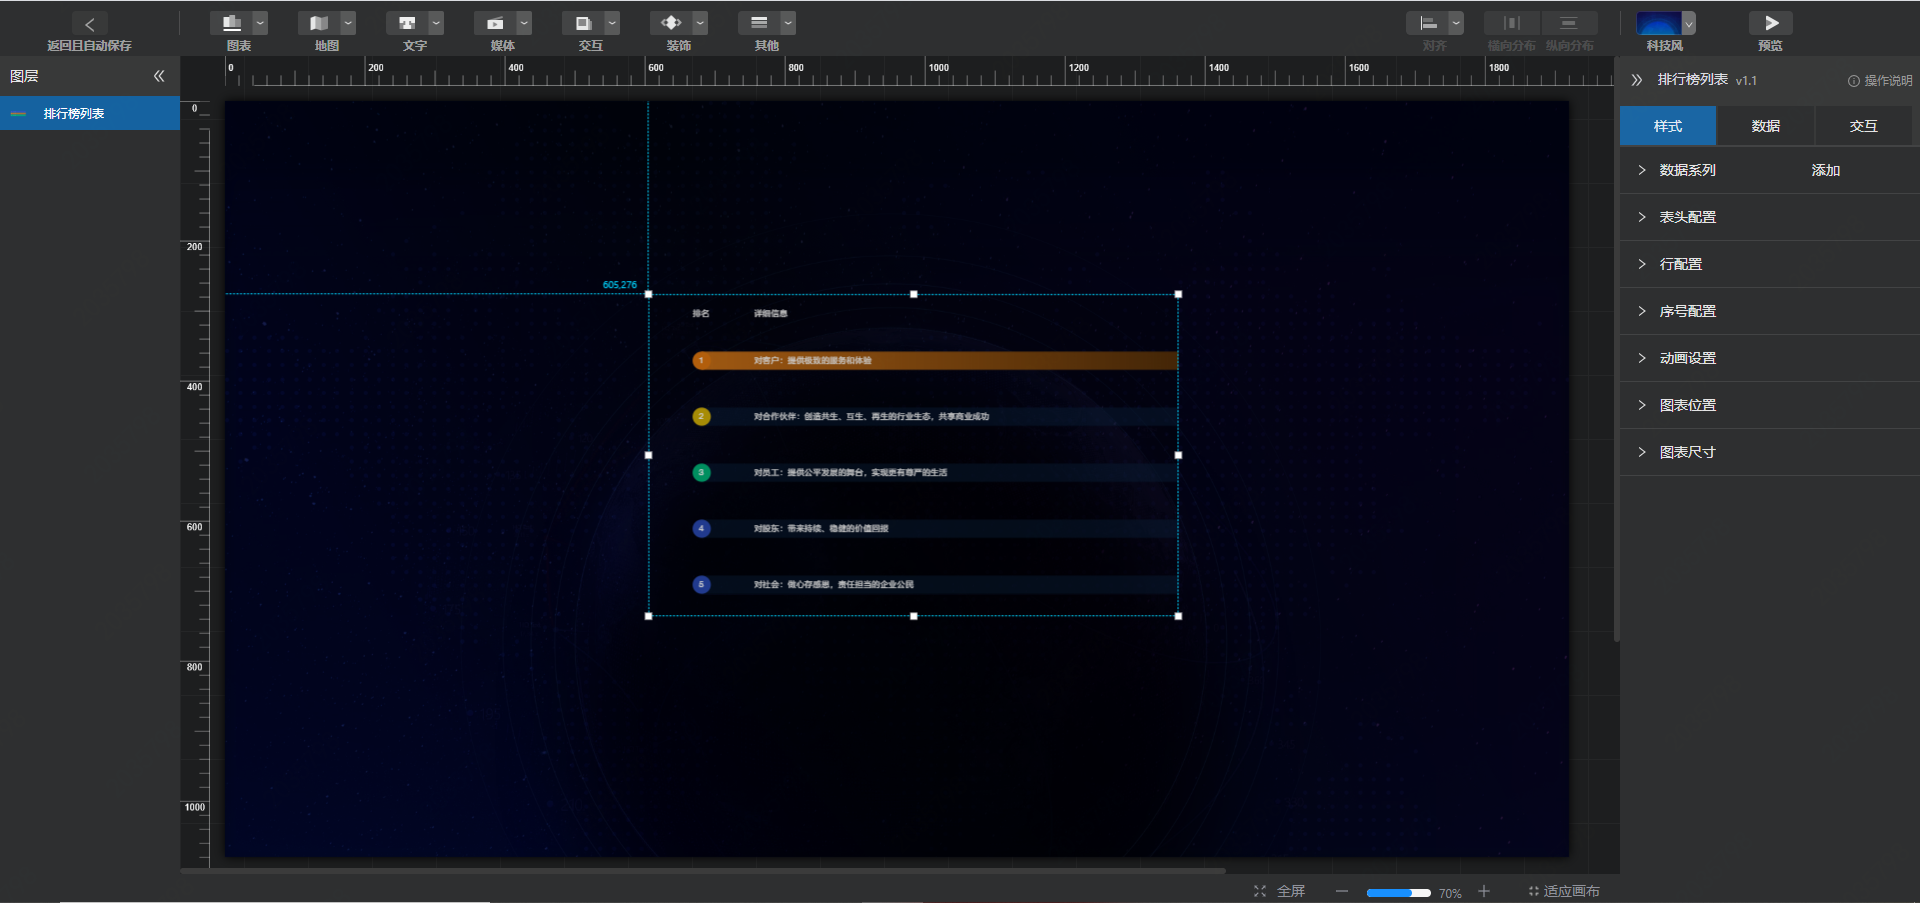 返回且自动保存
图表
地图
文字
媒体
交互
装饰
其他
对齐
横向分布
纵向分布
科技风
预览
图层
排行榜列表
0
200
400
600
800
1000
1200
1400
1600
1800
0
200
400
600
800
1000
605,276
排名 详细信息
1 对客户：提供极致的服务和体验
2 对合作伙伴：创造共生、互生、再生的行业生态，共享商业成功
3 对员工：提供公平发展的舞台，实现更有尊严的生活
4 对股东：带来持续、稳健的价值回报
5 对社会：做心存感恩，责任担当的企业公民
排行榜列表 v1.1
操作说明
样式
数据
交互
数据系列 添加
表头配置
行配置
序号配置
动画设置
图表位置
图表尺寸
全屏
70%
适应画布